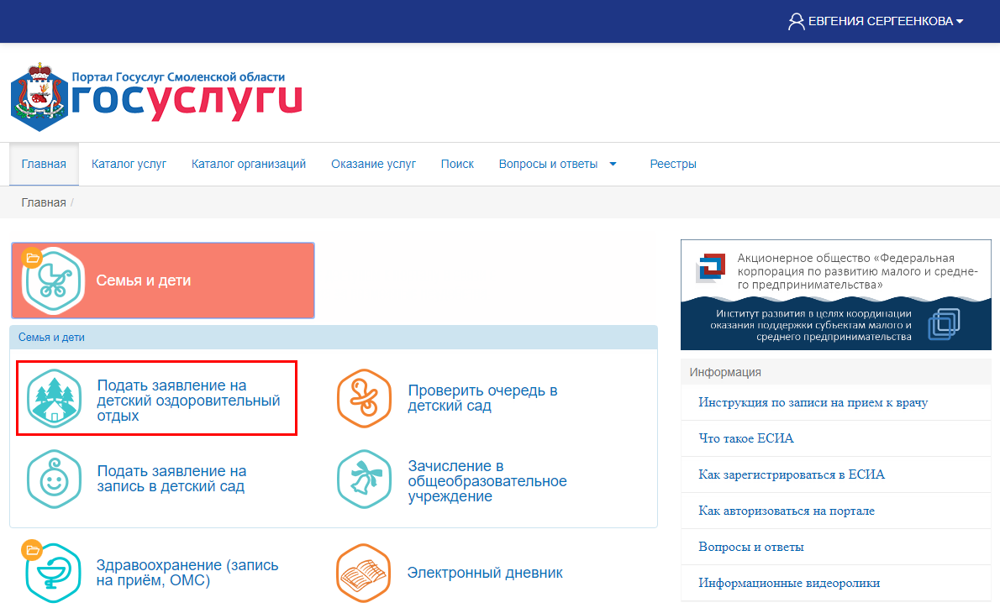 ЕВГЕНИЯ СЕРГЕЕНКОВА
Портал Госуслуг Смоленской области
госуслуги
Главная
Каталог услуг
Каталог организаций
Оказание услуг
Поиск
Вопросы и ответы
Реестры
Главная /
Семья и дети
Семья и дети
Подать заявление на
детский оздоровительный
отдых
Проверить очередь в
детский сад
Подать заявление на
запись в детский сад
Зачисление в
общеобразовательное
учреждение
Здравоохранение (запись
на приём, ОМС)
Электронный дневник
Акционерное общество «Федеральная
корпорация по развитию малого и средне-
го предпринимательства»
Институт развития в целях координации
оказания поддержки субъектам малого и
среднего предпринимательства
Информация
Инструкция по записи на прием к врачу
Что такое ЕСИА
Как зарегистрироваться в ЕСИА
Как авторизоваться на портале
Вопросы и ответы
Информационные видеоролики